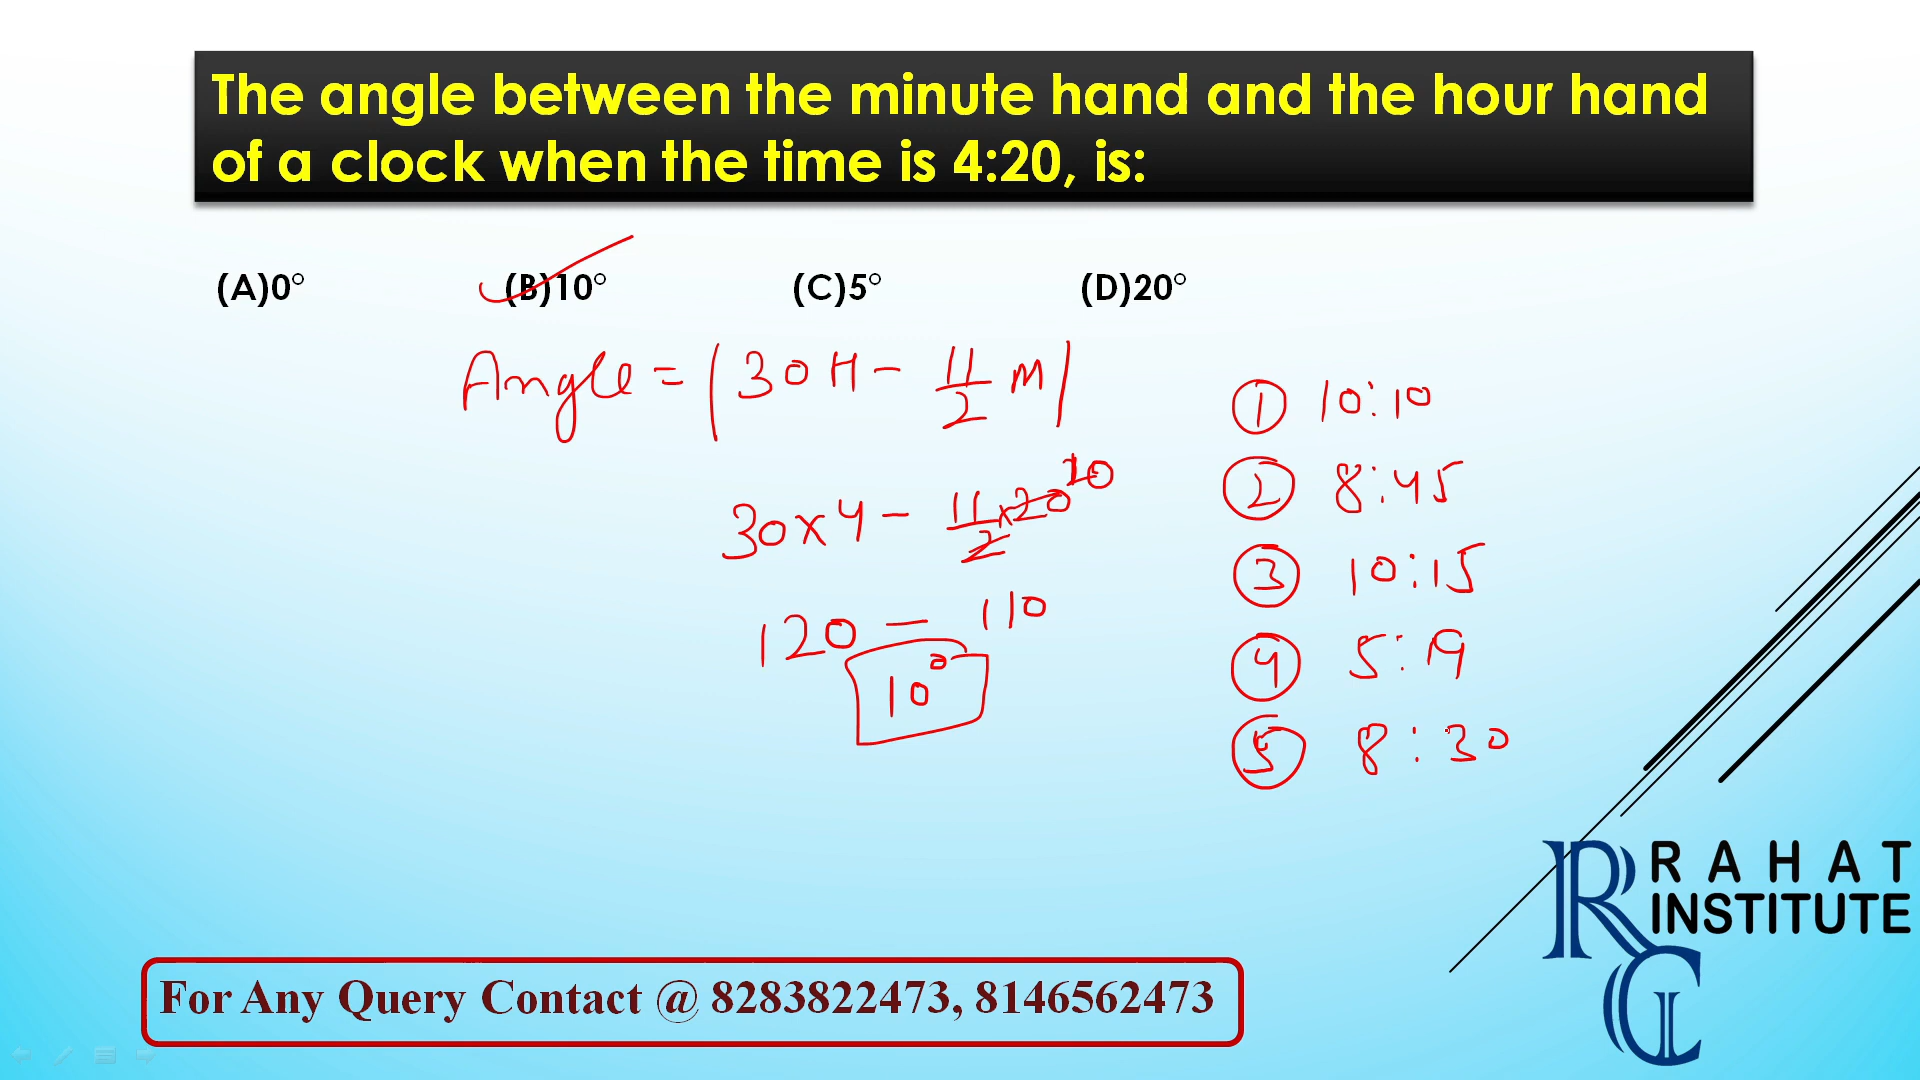 The angle between the minute hand and the hour hand
of a clock when the time is 4:20, is:
(A)0° (B)10° (C)5° (D)20°
Angle = |30H - 11/2 M|
30x4 - 11/2 x 20 10
120 - 110
10°
① 10:10
② 8:45
③ 10:15
④ 5:19
⑤ 8:30
RAHAT
INSTITUTE
For Any Query Contact @ 8283822473, 8146562473